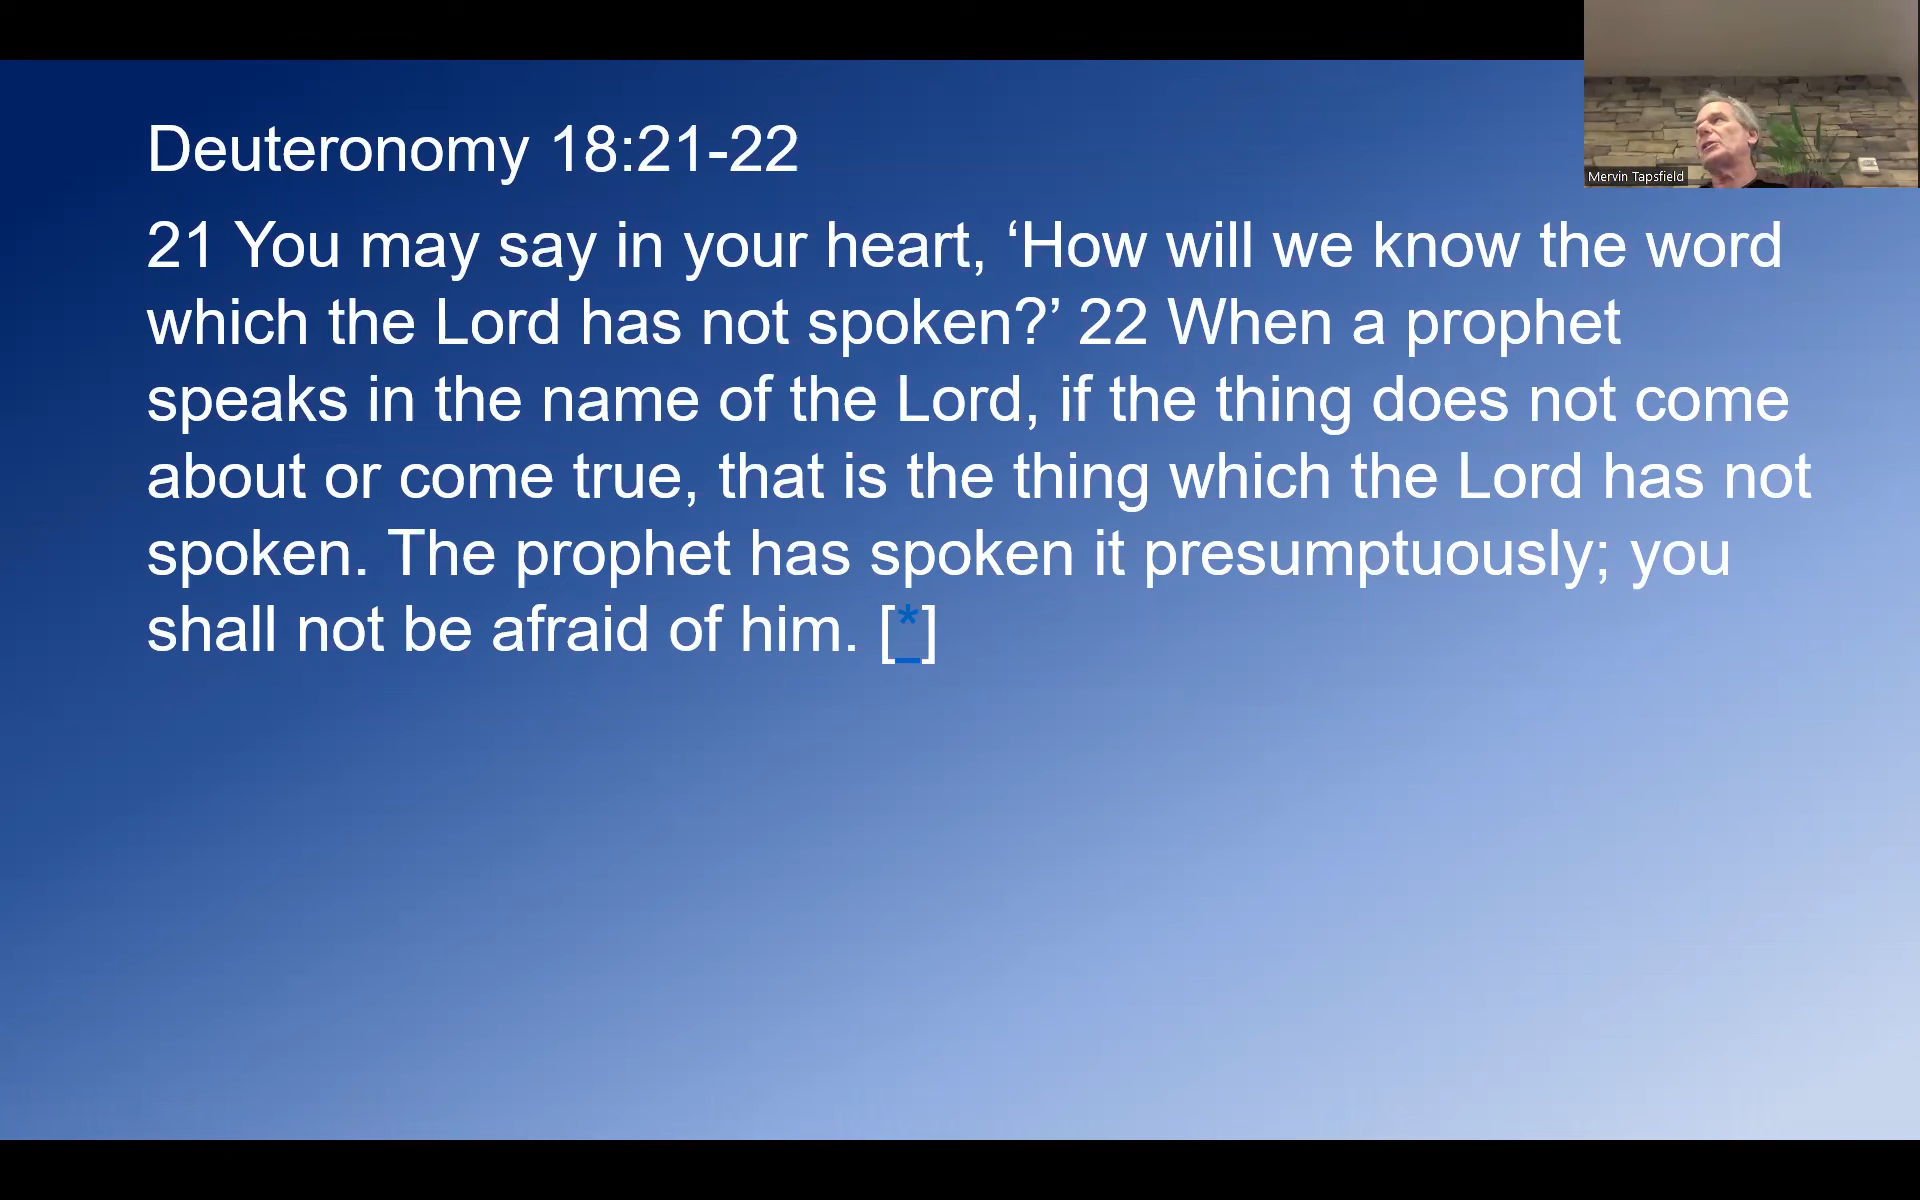 Mervin Tapsfield
Deuteronomy 18:21-22
21 You may say in your heart, ‘How will we know the word
which the Lord has not spoken?’ 22 When a prophet
speaks in the name of the Lord, if the thing does not come
about or come true, that is the thing which the Lord has not
spoken. The prophet has spoken it presumptuously; you
shall not be afraid of him. [*]